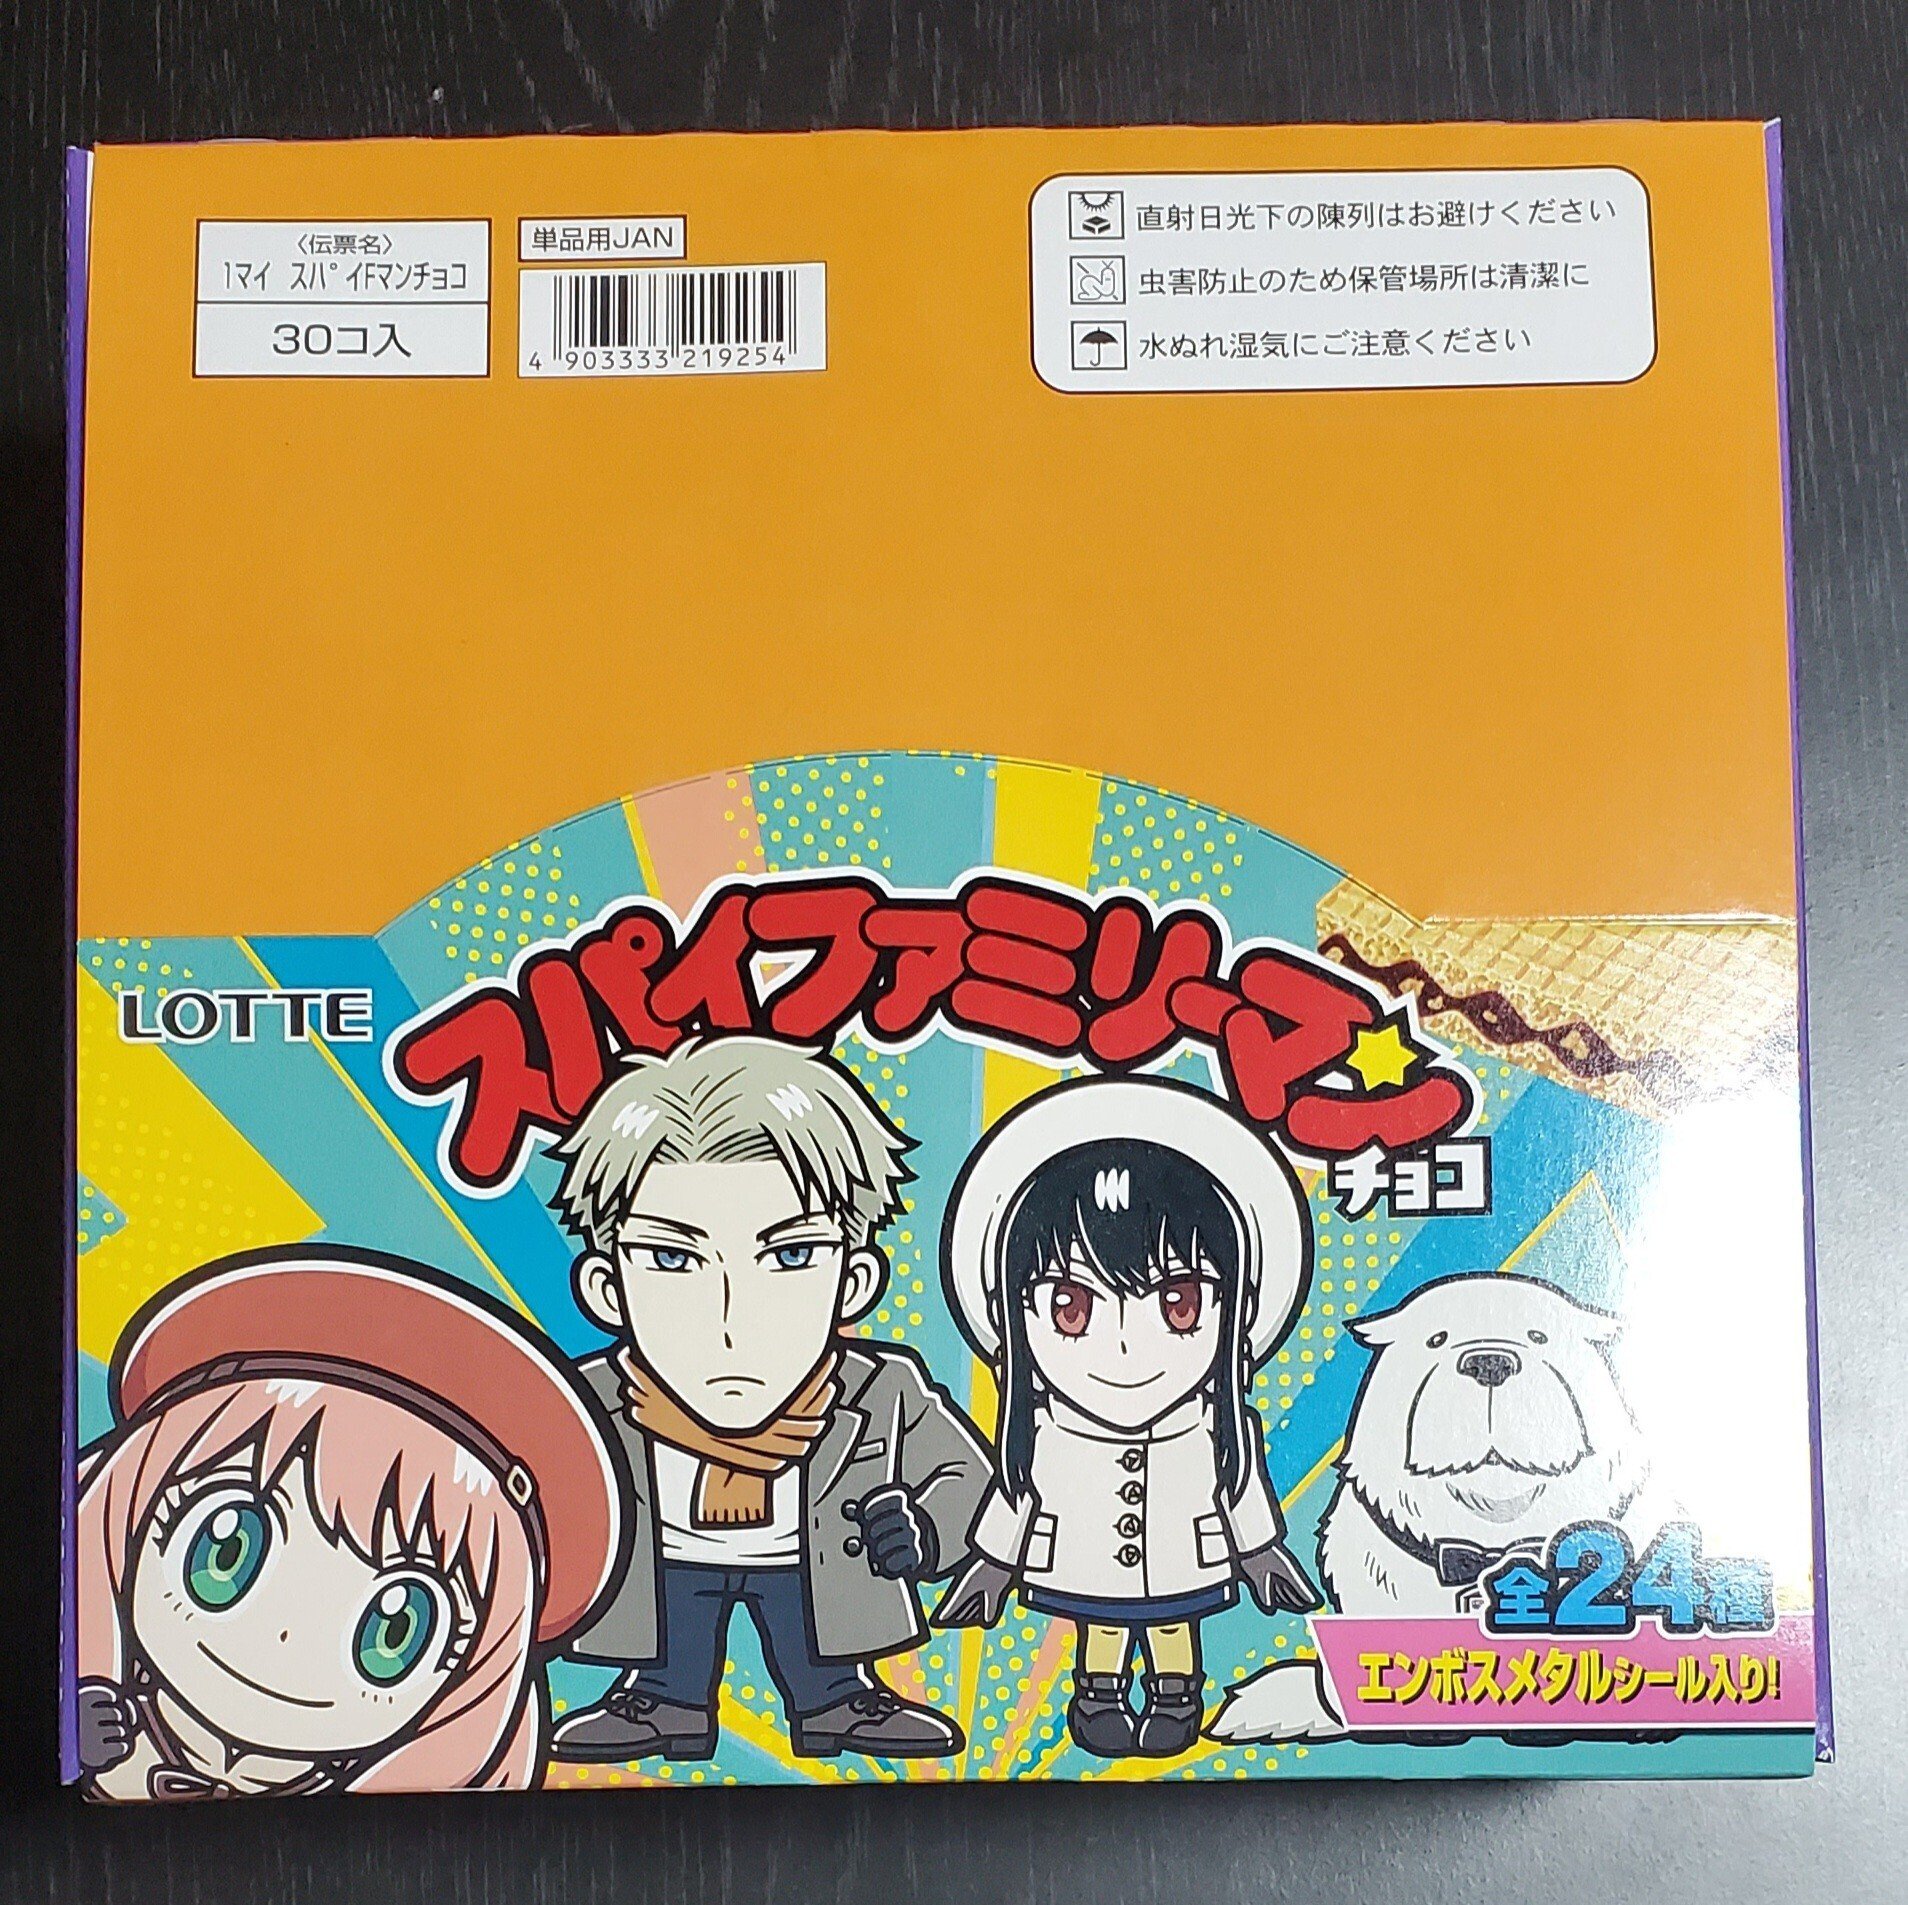 〈伝票名〉
1マイ スパイFマンチョコ
30コ入
単品用JAN
4 903333 219254
直射日光下の陳列はお避けください
虫害防止のため保管場所は清潔に
水ぬれ湿気にご注意ください
LOTTE
スパイファミリーマン
チョコ
全24種
エンボスメタルシール入り!